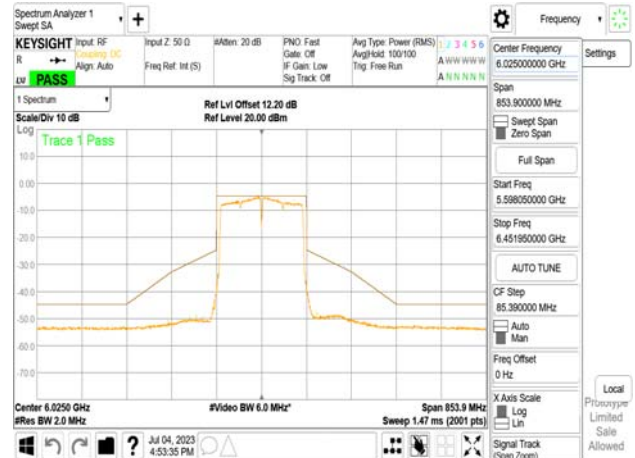 Spectrum Analyzer 1
Swept SA
+
Frequency
KEYSIGHT
R
LV PASS
Input: RF
Coupling: DC
Align: Auto
Input Z: 50 Ω
Freq Ref: Int (S)
#Atten: 20 dB
PNO: Fast
Gate: Off
IF Gain: Low
Sig Track: Off
Avg Type: Power (RMS)
Avg|Hold: 100/100
Trig: Free Run
1 2 3 4 5 6
A W W W W W
A N N N N N
1 Spectrum
Scale/Div 10 dB
Ref Lvl Offset 12.20 dB
Ref Level 20.00 dBm
Log
Trace 1 Pass
10.0
0.00
-10.0
-20.0
-30.0
-40.0
-50.0
-60.0
-70.0
Center 6.0250 GHz
#Res BW 2.0 MHz
#Video BW 6.0 MHz*
Span 853.9 MHz
Sweep 1.47 ms (2001 pts)
Jul 04, 2023
4:53:35 PM
?
Center Frequency
6.025000000 GHz
Settings
Span
853.900000 MHz
Swept Span
Zero Span
Full Span
Start Freq
5.598050000 GHz
Stop Freq
6.451950000 GHz
AUTO TUNE
CF Step
85.390000 MHz
Auto
Man
Freq Offset
0 Hz
X Axis Scale
Log
Lin
Signal Track
(Span Zoom)
Local
Prototype
Limited
Sale
Allowed